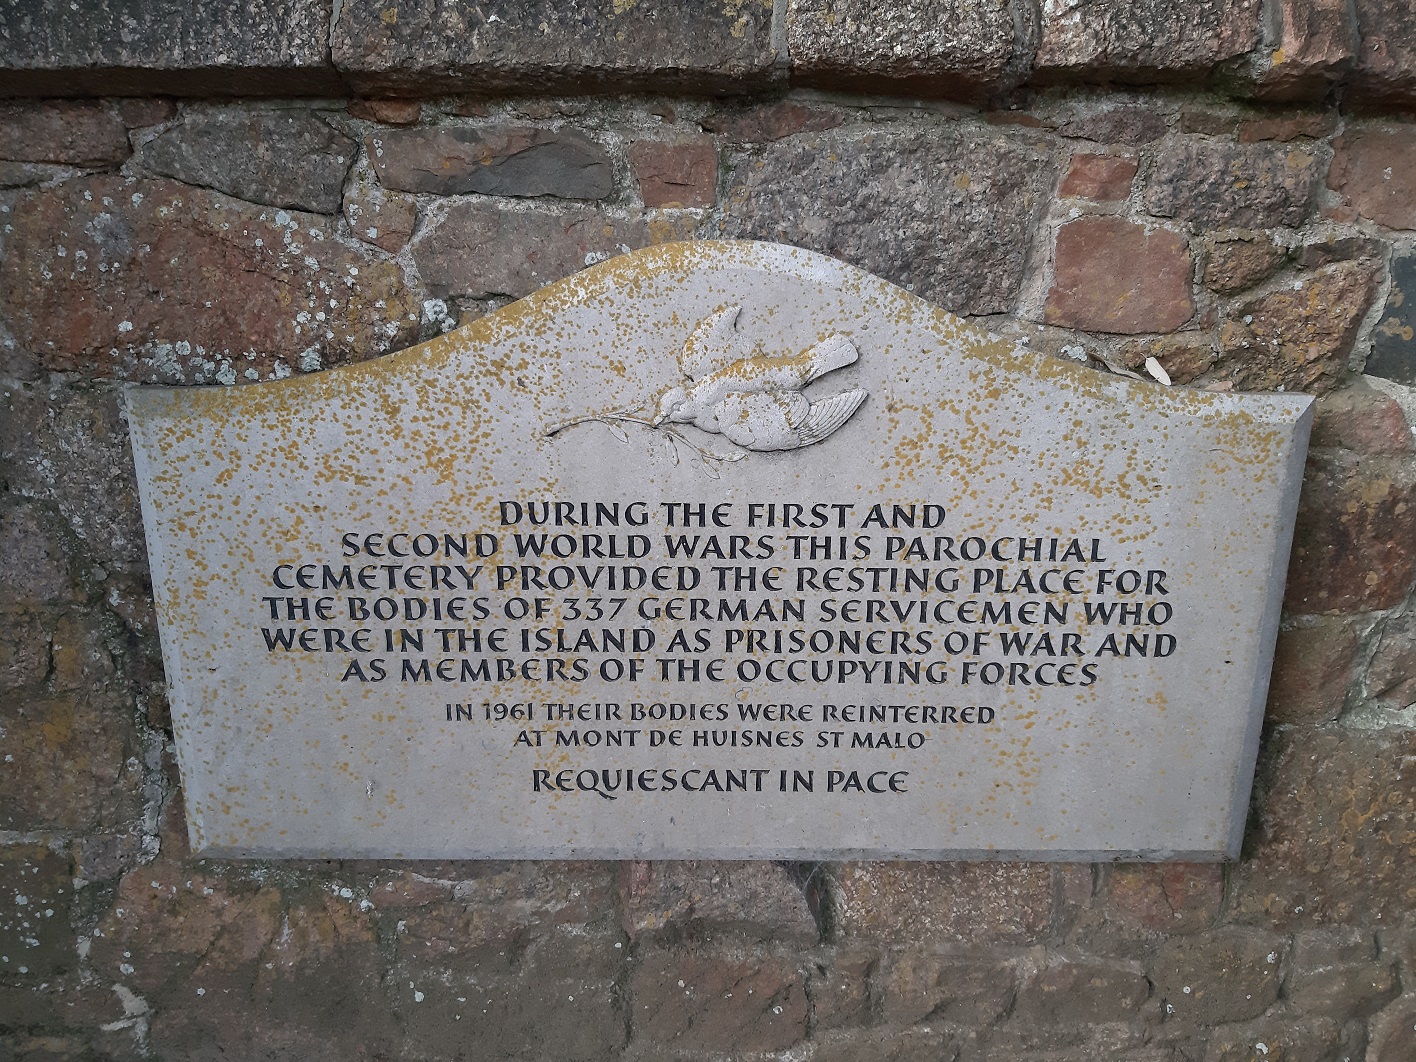 DURING THE FIRST AND
SECOND WORLD WARS THIS PAROCHIAL
CEMETERY PROVIDED THE RESTING PLACE FOR
THE BODIES OF 337 GERMAN SERVICEMEN WHO
WERE IN THE ISLAND AS PRISONERS OF WAR AND
AS MEMBERS OF THE OCCUPYING FORCES
IN 1961 THEIR BODIES WERE REINTERRED
AT MONT DE HUISNES ST MALO
REQUIESCANT IN PACE